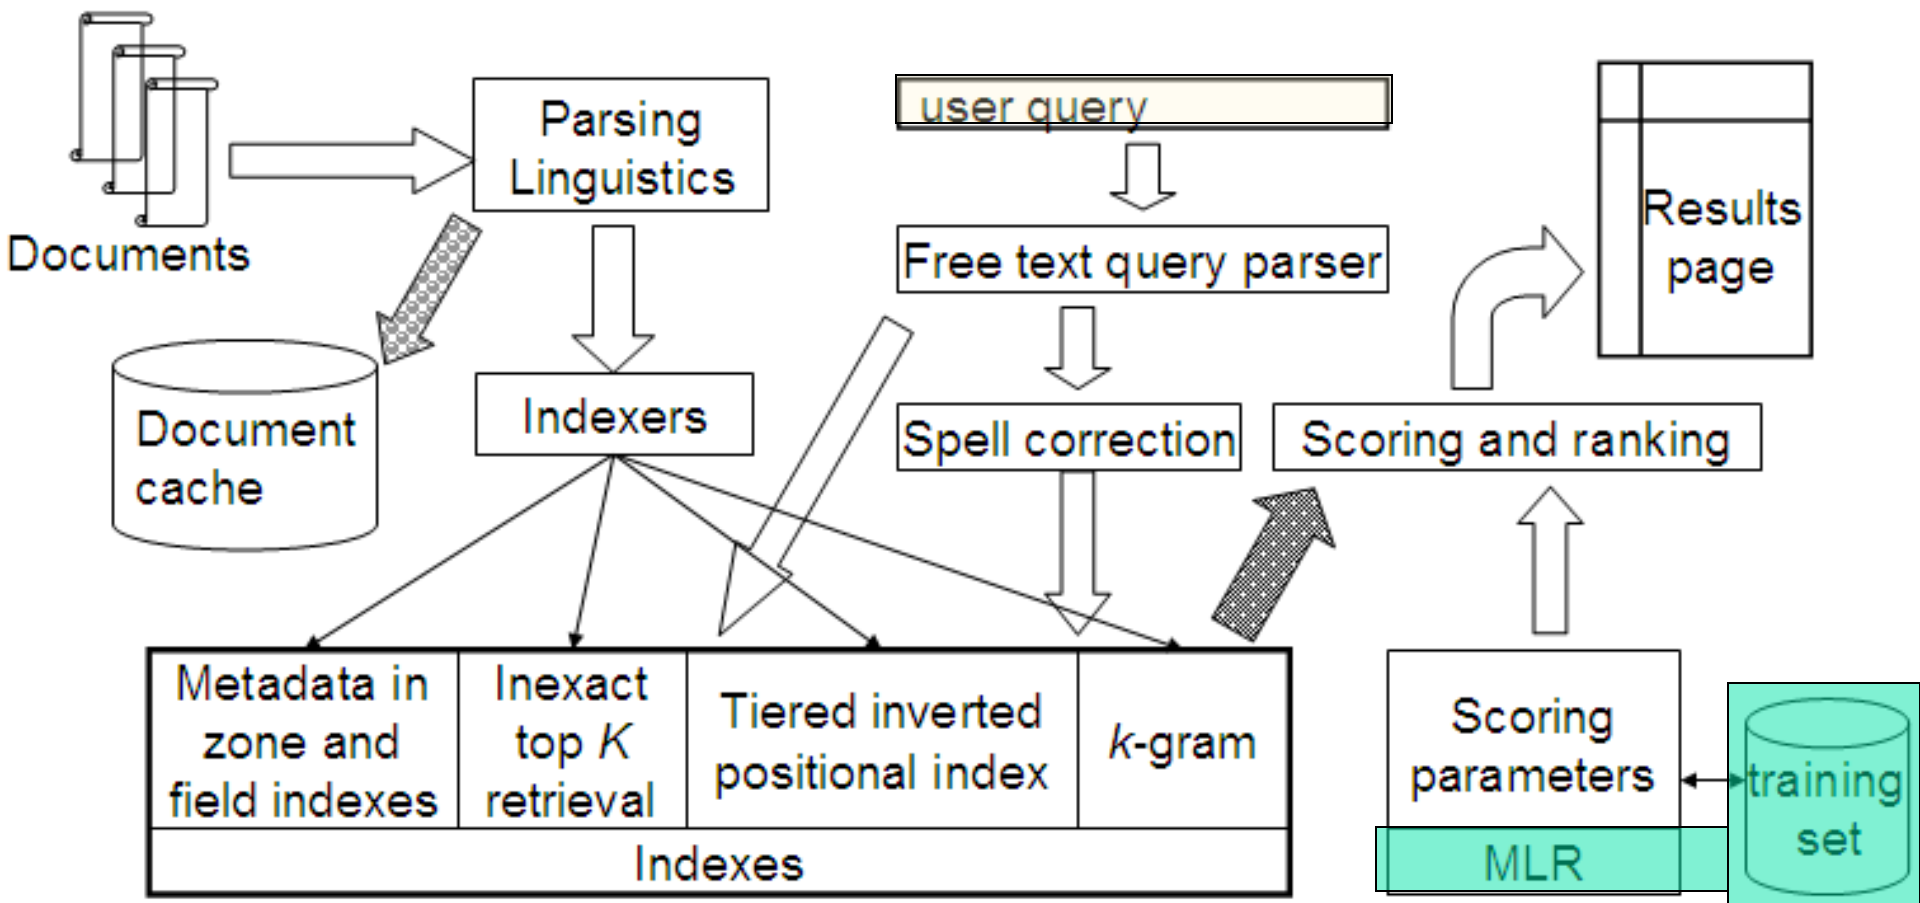 Documents
Parsing
Linguistics
user query
Free text query parser
Results
page
Document
cache
Indexers
Spell correction
Scoring and ranking
Metadata in
zone and
field indexes
Inexact
top K
retrieval
Tiered inverted
positional index
k-gram
Indexes
Scoring
parameters
MLR
training
set